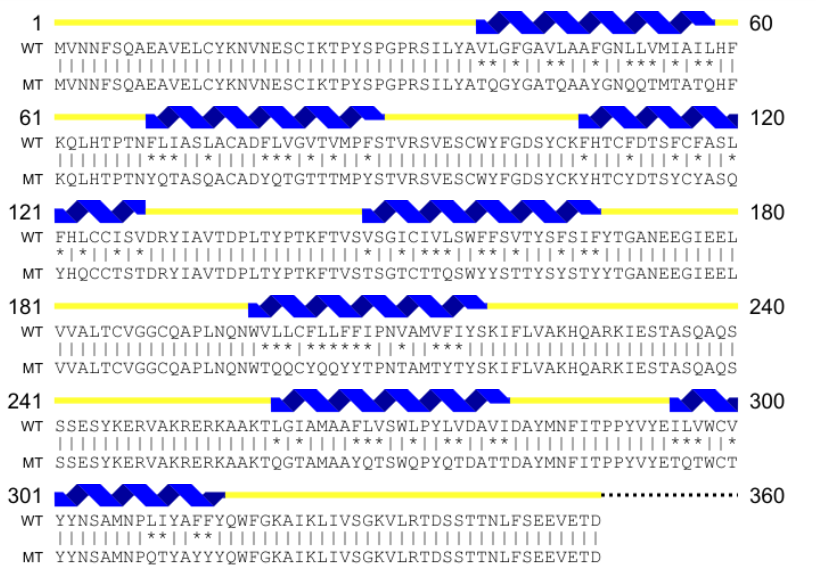 1 60
WT MVNNFSQAEAVELCYKNVNESCIKTPYSPGPRSILYAVLGFGAVLAAFGNLLVMIAILHF
MT MVNNFSQAEAVELCYKNVNESCIKTPYSPGPRSILYATQGYGATQAAYGNQQTMTATQHF
61 120
WT KQLHTPTNFLIASLACADFLVGVTVMPFSTVRSVESCWYFGDSYCKFHTCFDTSFCFASL
MT KQLHTPTNYQTASQACADYQTGTTTMPYSTVRSVESCWYFGDSYCKYHTCYDTSYCYASQ
121 180
WT FHLCCISVDRYIAVTDPLTYPTKFTVSVSGICIVLSWFFSVTYSFSIFYTGANEEGIEEL
MT YHQCCTSTDRYIAVTDPLTYPTKFTVSTSGTCTTQSWYYSTTYSYSTYYTGANEEGIEEL
181 240
WT VVALTCVGGCQAPLNQNWVLLCFLLFFIPNVAMVFIYSKIFLVAKHQARKIESTASQAQS
MT VVALTCVGGCQAPLNQNWTQQCYQQYYTPNTAMTYTYSKIFLVAKHQARKIESTASQAQS
241 300
WT SSESYKERVAKRERKAAKTLGIAMAAFLVSWLPYLVDAVIDAYMNFITPPYVYEILVWCV
MT SSESYKERVAKRERKAAKTQGTAMAAYQTSWQPYQTDATTDAYMNFITPPYVYETQTWCT
301 360
WT YYNSAMNPLIYAFFYQWFGKAIKLIVSGKVLRTDSSTTNLFSEEVETD
MT YYNSAMNPQTYAYYYQWFGKAIKLIVSGKVLRTDSSTTNLFSEEVETD